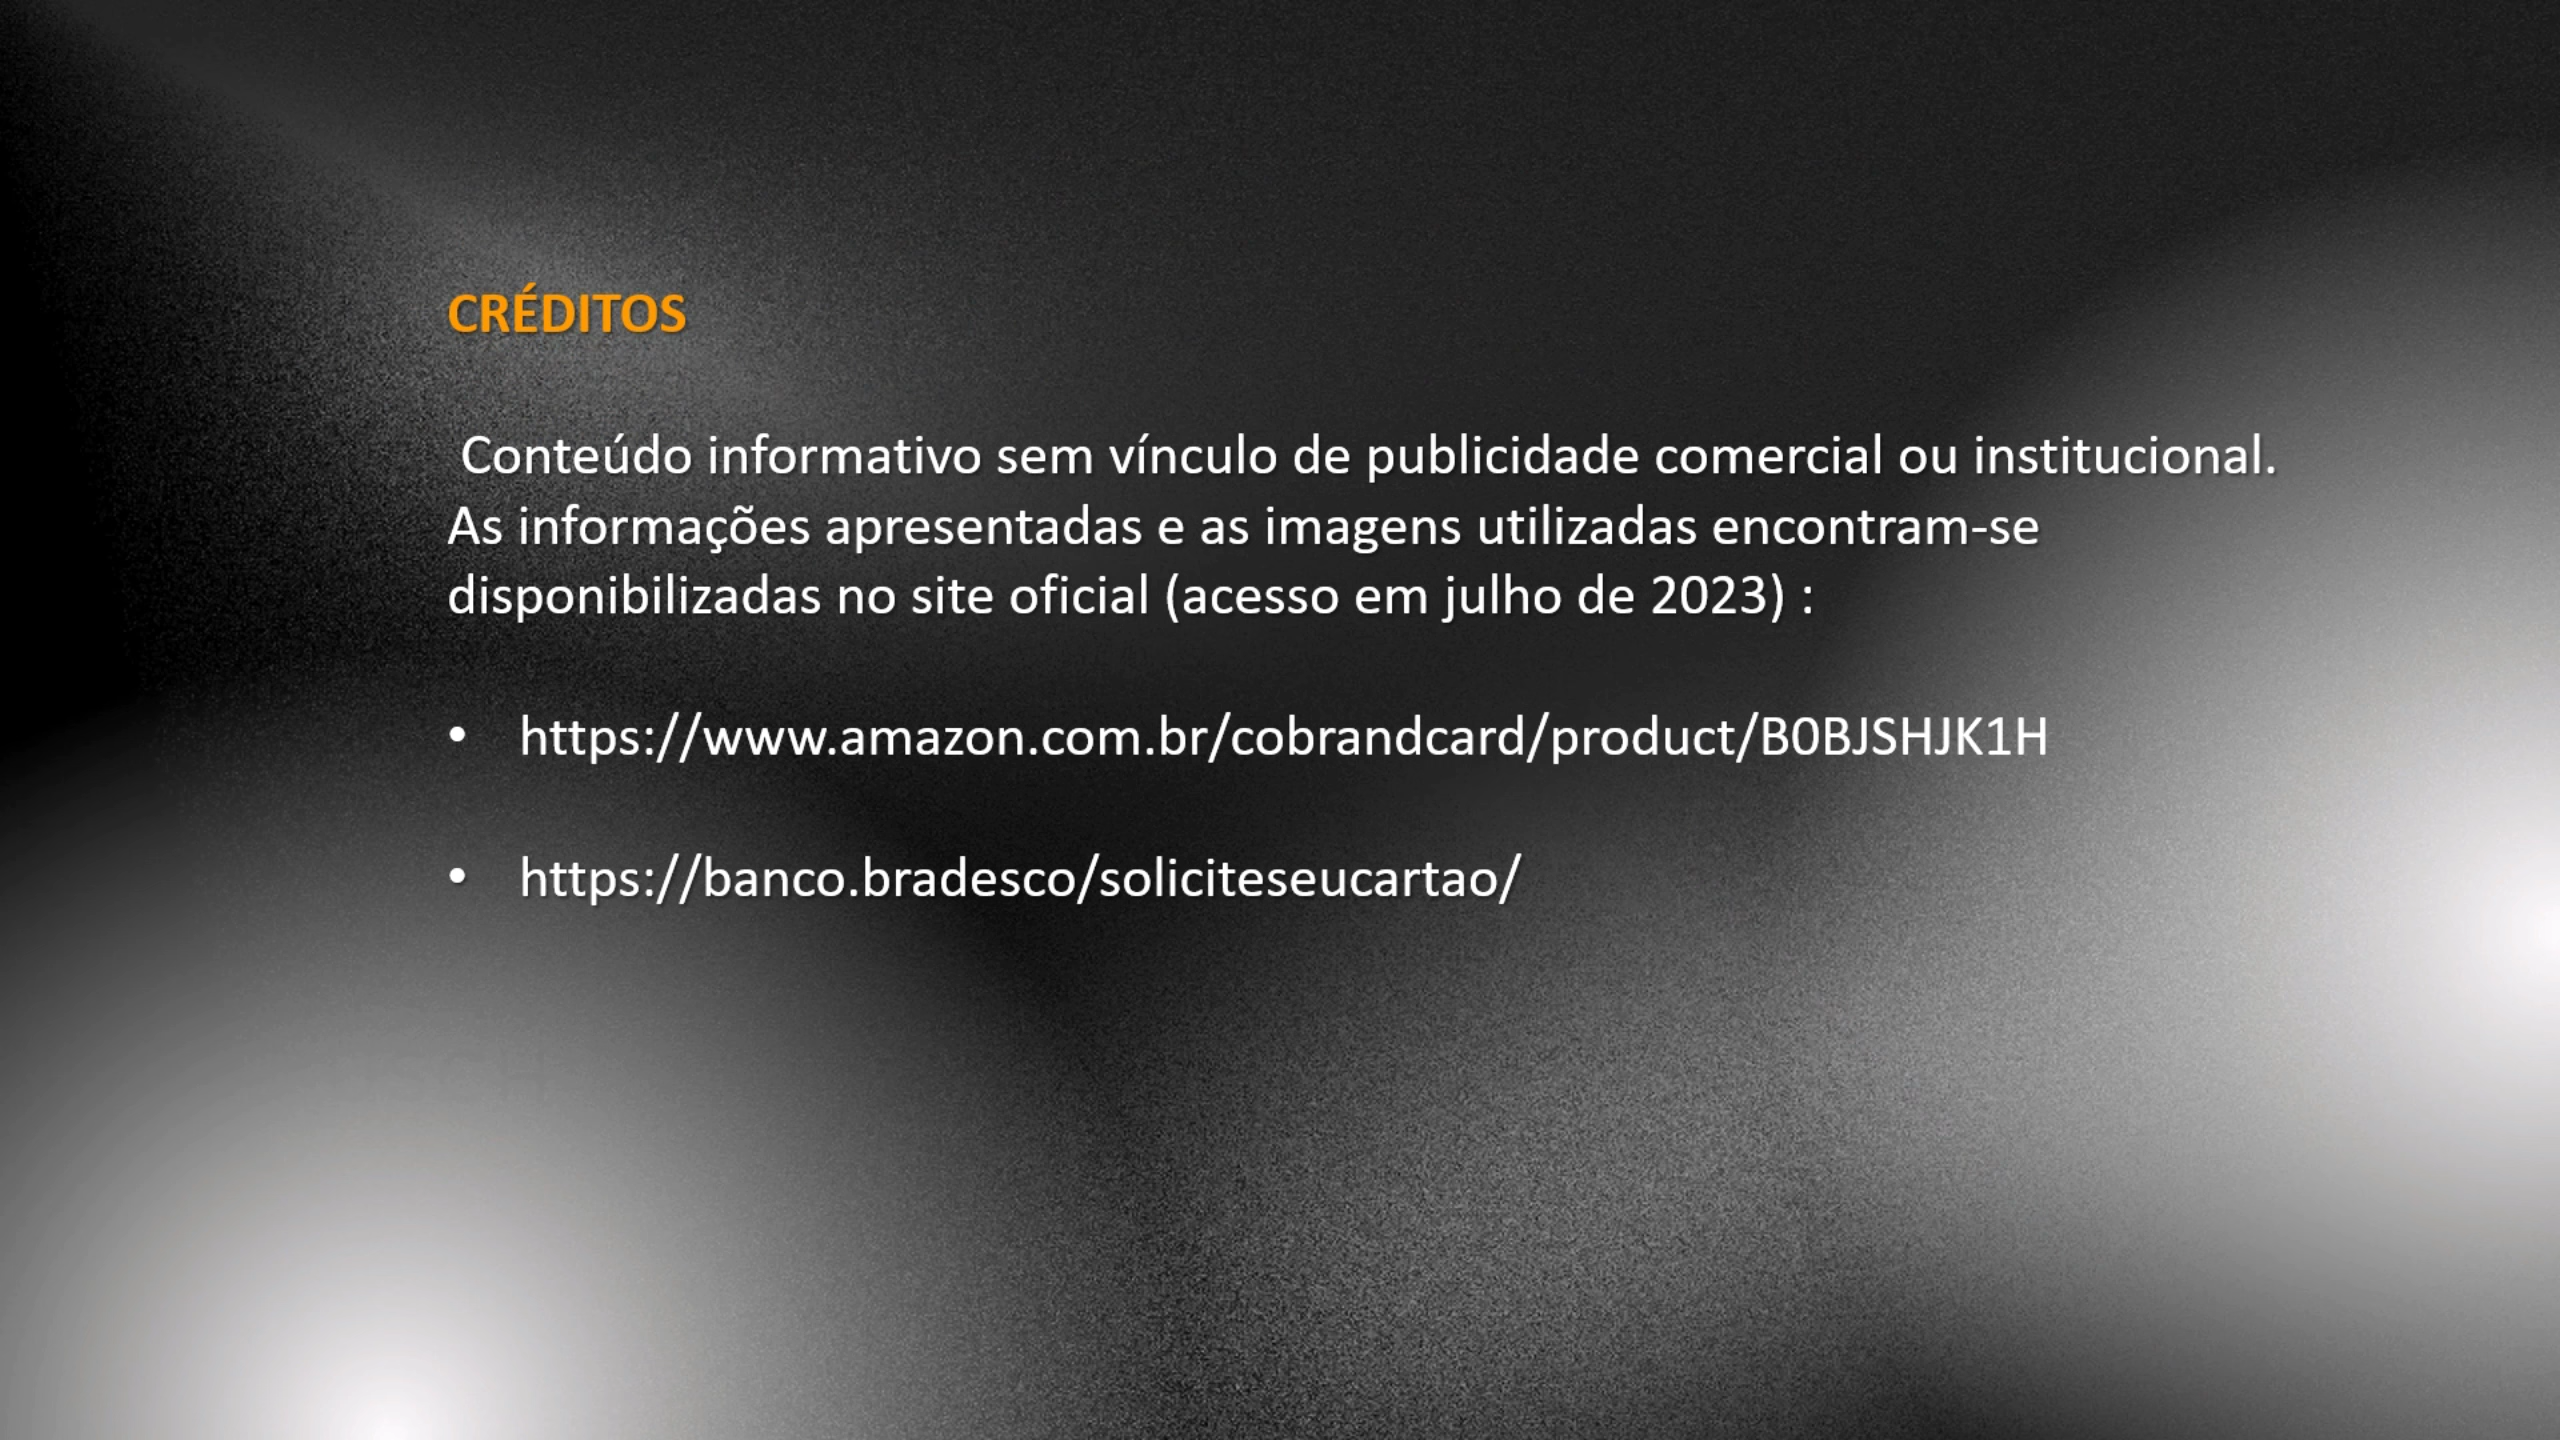 CRÉDITOS
Conteúdo informativo sem vínculo de publicidade comercial ou institucional.
As informações apresentadas e as imagens utilizadas encontram-se
disponibilizadas no site oficial (acesso em julho de 2023) :
• https://www.amazon.com.br/cobrandcard/product/B0BJSHJK1H
• https://banco.bradesco/soliciteseucartao/